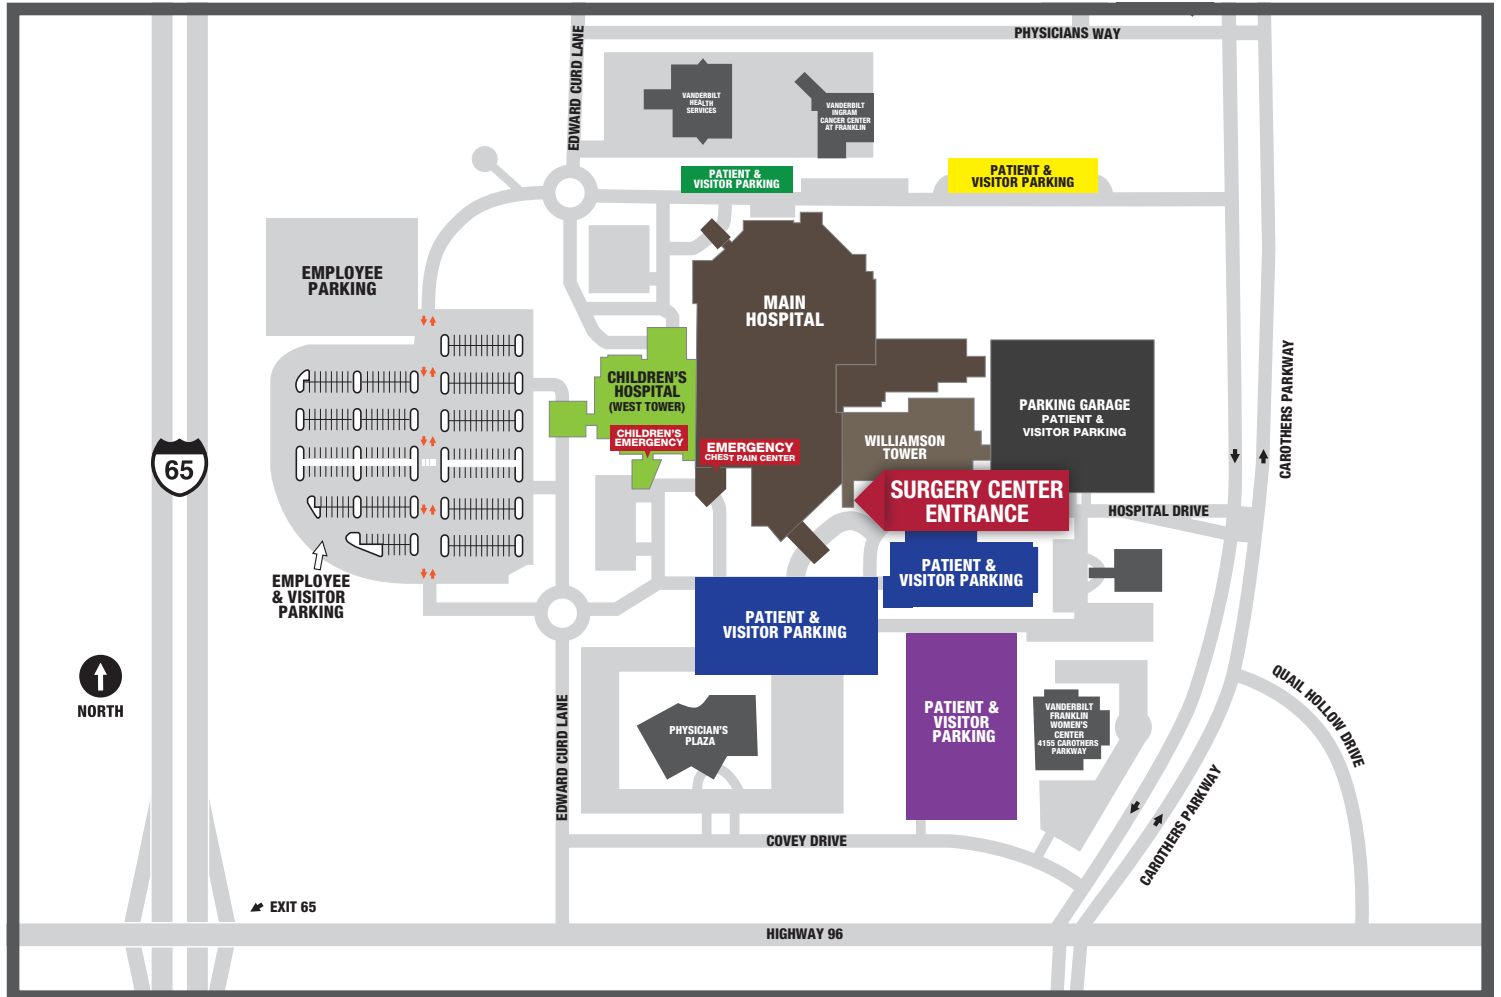 PHYSICIANS WAY
EDWARD CURD LANE
VANDERBILT
HEALTH
SERVICES
VANDERBILT
INGRAM
CANCER CENTER
AT FRANKLIN
PATIENT &
VISITOR PARKING
PATIENT &
VISITOR PARKING
EMPLOYEE
PARKING
MAIN
HOSPITAL
CHILDREN'S
HOSPITAL
(WEST TOWER)
CHILDREN'S
EMERGENCY
EMERGENCY
CHEST PAIN CENTER
WILLIAMSON
TOWER
PARKING GARAGE
PATIENT &
VISITOR PARKING
CAROTHERS PARKWAY
65
SURGERY CENTER
ENTRANCE
HOSPITAL DRIVE
EMPLOYEE
& VISITOR
PARKING
PATIENT &
VISITOR PARKING
PATIENT &
VISITOR PARKING
NORTH
EDWARD CURD LANE
PHYSICIAN'S
PLAZA
PATIENT &
VISITOR
PARKING
VANDERBILT
FRANKLIN
WOMEN'S
CENTER
4155 CAROTHERS
PARKWAY
QUAIL HOLLOW DRIVE
CAROTHERS PARKWAY
COVEY DRIVE
EXIT 65
HIGHWAY 96